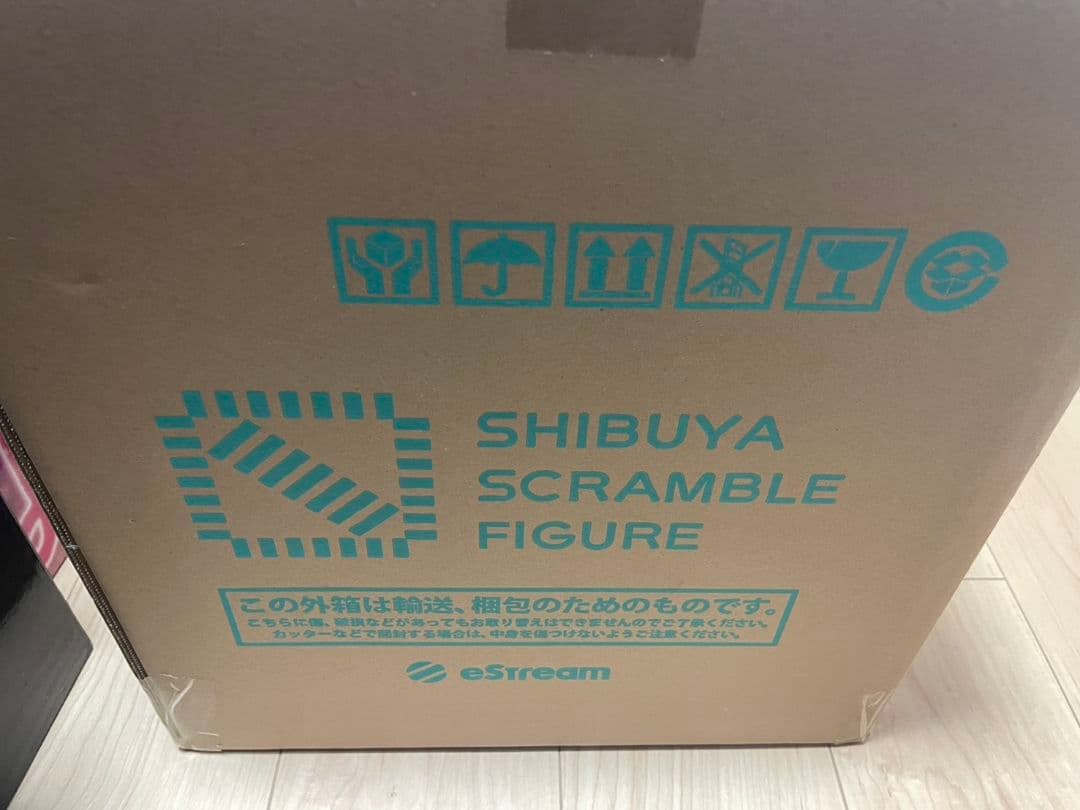 SHIBUYA
SCRAMBLE
FIGURE
この外箱は輸送、梱包のためのものです。
こちらに傷、破損などがあってもお取り替えはできませんのでご了承ください。
カッターなどで開封する場合は、中身を傷つけないようご注意ください。
eStream